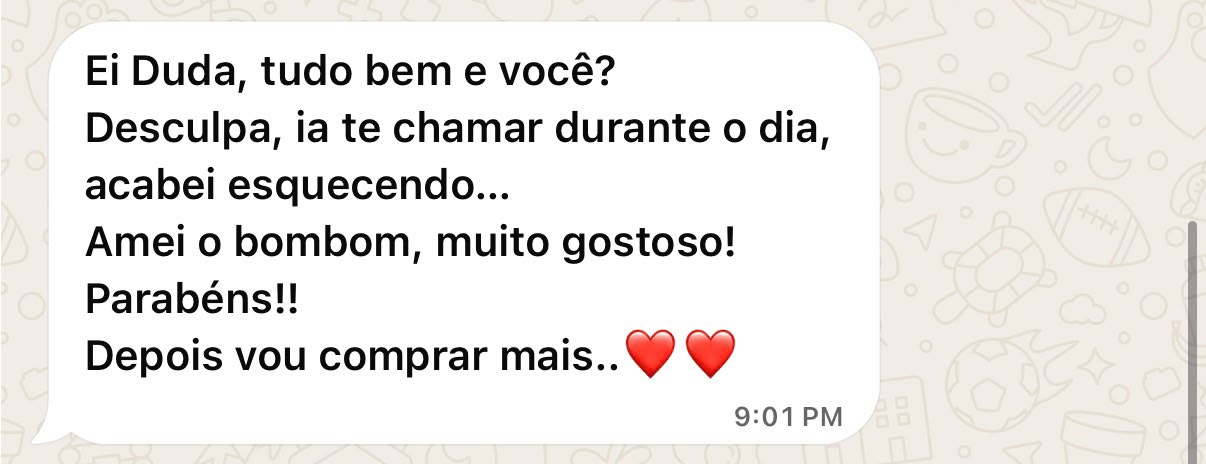 Ei Duda, tudo bem e você?
Desculpa, ia te chamar durante o dia,
acabei esquecendo...
Amei o bombom, muito gostoso!
Parabéns!!
Depois vou comprar mais..❤️❤️
9:01 PM